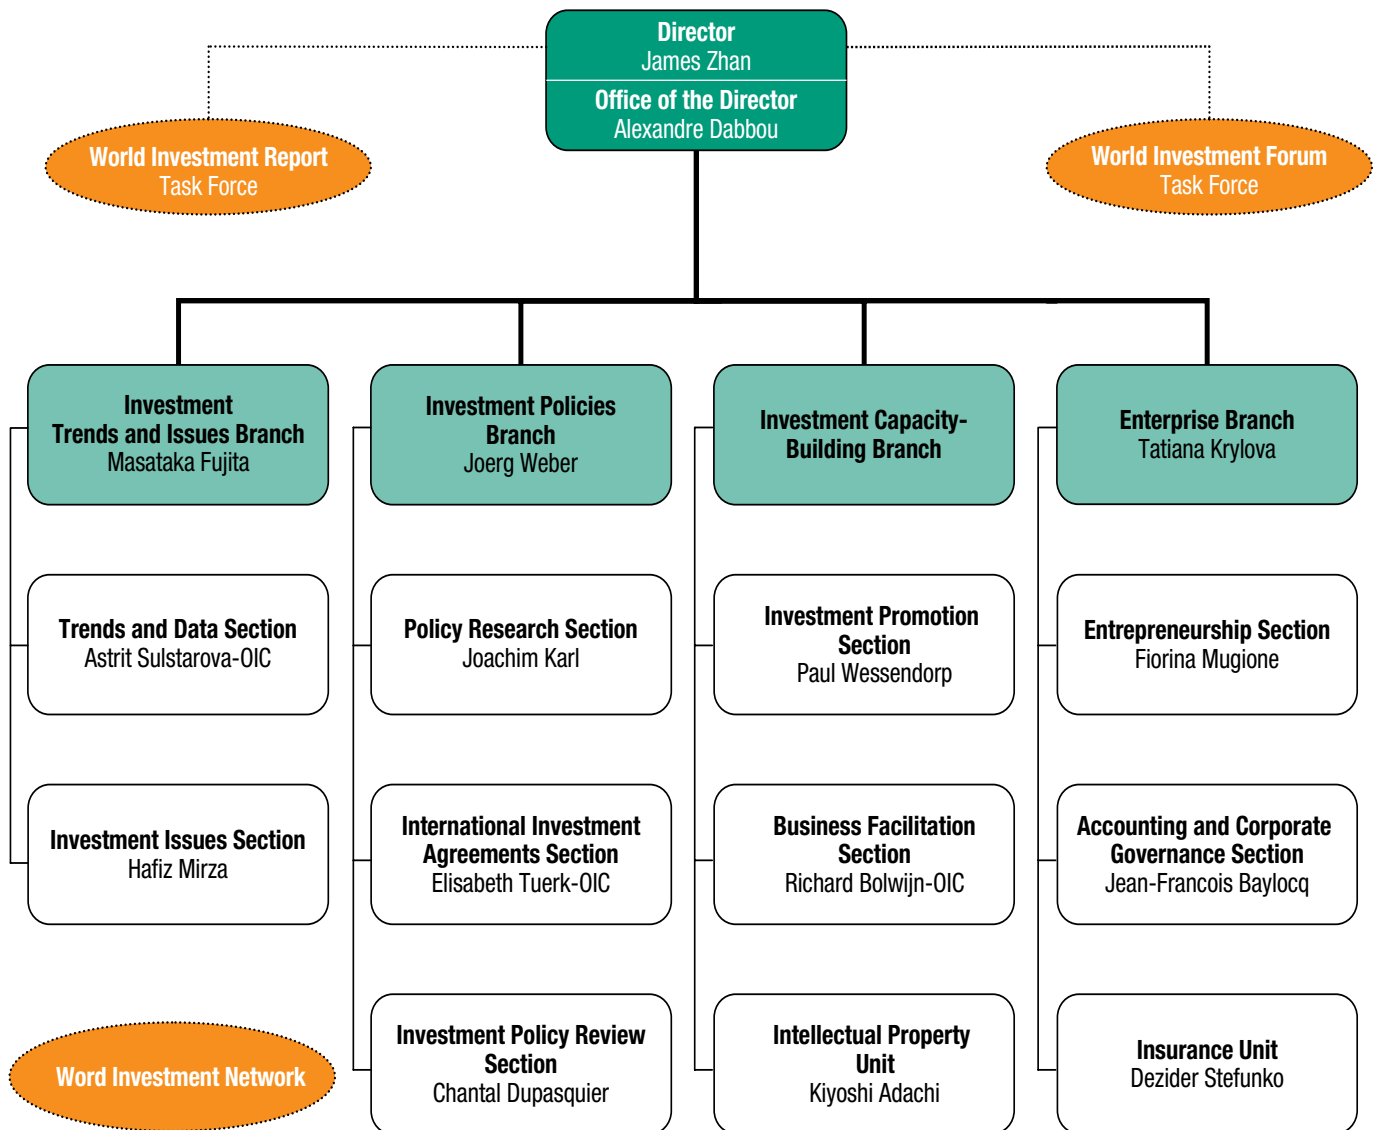 Director
James Zhan
Office of the Director
Alexandre Dabbou
World Investment Report
Task Force
World Investment Forum
Task Force
Investment
Trends and Issues Branch
Masataka Fujita
Investment Policies
Branch
Joerg Weber
Investment Capacity-
Building Branch
Enterprise Branch
Tatiana Krylova
Trends and Data Section
Astrit Sulstarova-OIC
Policy Research Section
Joachim Karl
Investment Promotion
Section
Paul Wessendorp
Entrepreneurship Section
Fiorina Mugione
Investment Issues Section
Hafiz Mirza
International Investment
Agreements Section
Elisabeth Tuerk-OIC
Business Facilitation
Section
Richard Bolwijn-OIC
Accounting and Corporate
Governance Section
Jean-Francois Baylocq
Word Investment Network
Investment Policy Review
Section
Chantal Dupasquier
Intellectual Property
Unit
Kiyoshi Adachi
Insurance Unit
Dezider Stefunko